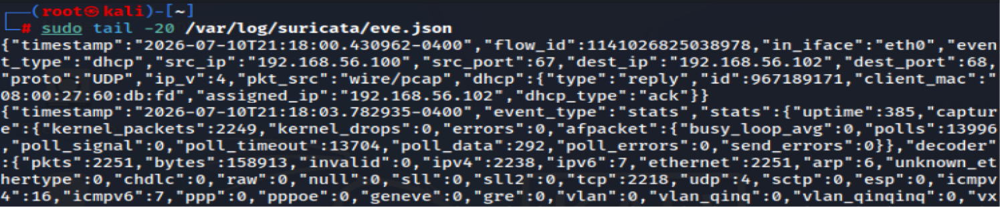 ┌──(root㉿kali)-[~]
└─# sudo tail -20 /var/log/suricata/eve.json
{"timestamp":"2026-07-10T21:18:00.430962-0400","flow_id":1141026825038978,"in_iface":"eth0","even
t_type":"dhcp","src_ip":"192.168.56.100","src_port":67,"dest_ip":"192.168.56.102","dest_port":68,
"proto":"UDP","ip_v":4,"pkt_src":"wire/pcap","dhcp":{"type":"reply","id":967189171,"client_mac":"
08:00:27:60:db:fd","assigned_ip":"192.168.56.102","dhcp_type":"ack"}}
{"timestamp":"2026-07-10T21:18:03.782935-0400","event_type":"stats","stats":{"uptime":385,"captur
e":{"kernel_packets":2249,"kernel_drops":0,"errors":0,"afpacket":{"busy_loop_avg":0,"polls":13996
,"poll_signal":0,"poll_timeout":13704,"poll_data":292,"poll_errors":0,"send_errors":0}},"decoder"
:{"pkts":2251,"bytes":158913,"invalid":0,"ipv4":2238,"ipv6":7,"ethernet":2251,"arp":6,"unknown_et
hertype":0,"chdlc":0,"raw":0,"null":0,"sll":0,"sll2":0,"tcp":2218,"udp":4,"sctp":0,"esp":0,"icmpv
4":16,"icmpv6":7,"ppp":0,"pppoe":0,"geneve":0,"gre":0,"vlan":0,"vlan_qinq":0,"vlan_qinqinq":0,"vx